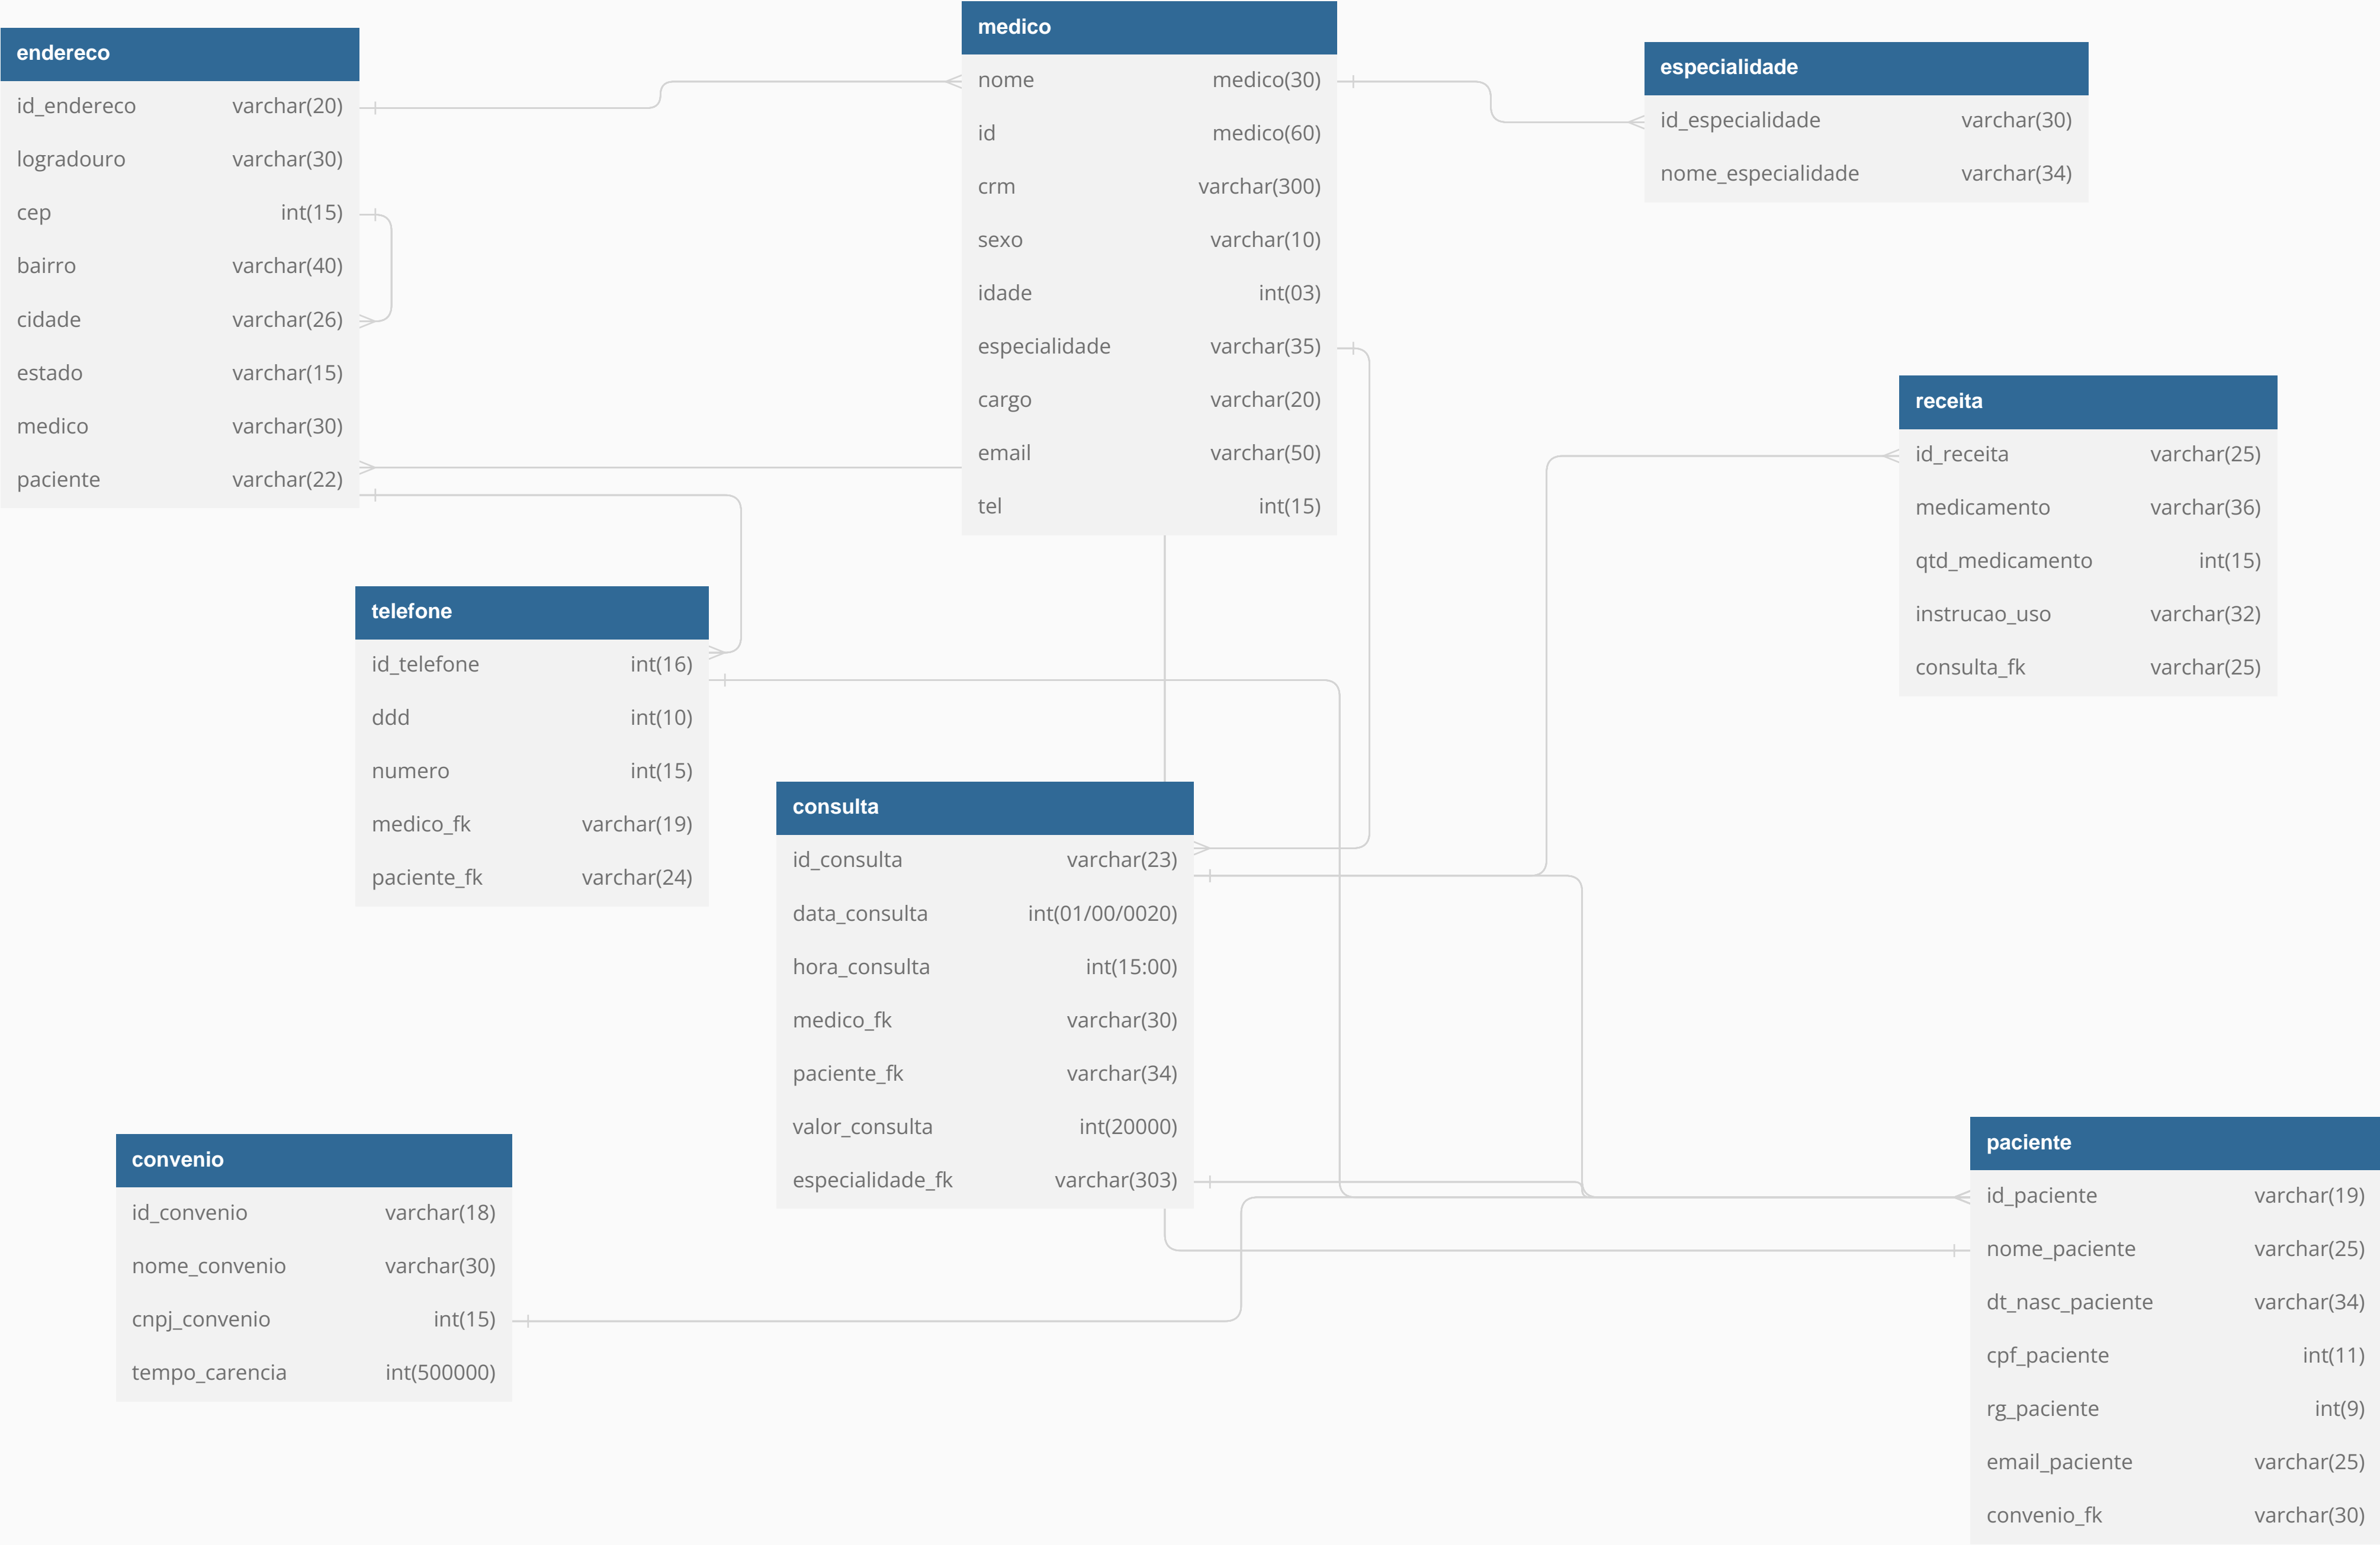 endereco
id_endereco varchar(20)
logradouro varchar(30)
cep int(15)
bairro varchar(40)
cidade varchar(26)
estado varchar(15)
medico varchar(30)
paciente varchar(22)
medico
nome medico(30)
id medico(60)
crm varchar(300)
sexo varchar(10)
idade int(03)
especialidade varchar(35)
cargo varchar(20)
email varchar(50)
tel int(15)
especialidade
id_especialidade varchar(30)
nome_especialidade varchar(34)
receita
id_receita varchar(25)
medicamento varchar(36)
qtd_medicamento int(15)
instrucao_uso varchar(32)
consulta_fk varchar(25)
telefone
id_telefone int(16)
ddd int(10)
numero int(15)
medico_fk varchar(19)
paciente_fk varchar(24)
consulta
id_consulta varchar(23)
data_consulta int(01/00/0020)
hora_consulta int(15:00)
medico_fk varchar(30)
paciente_fk varchar(34)
valor_consulta int(20000)
especialidade_fk varchar(303)
convenio
id_convenio varchar(18)
nome_convenio varchar(30)
cnpj_convenio int(15)
tempo_carencia int(500000)
paciente
id_paciente varchar(19)
nome_paciente varchar(25)
dt_nasc_paciente varchar(34)
cpf_paciente int(11)
rg_paciente int(9)
email_paciente varchar(25)
convenio_fk varchar(30)